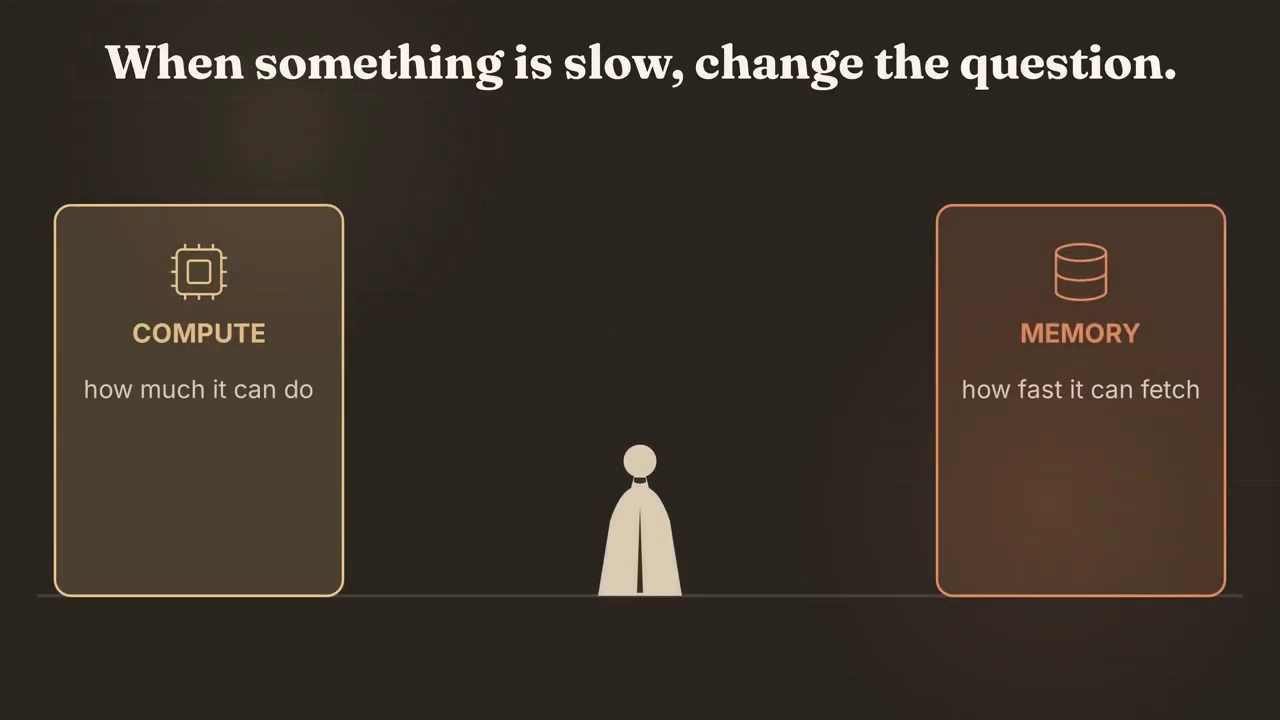 When something is slow, change the question.
COMPUTE
how much it can do
MEMORY
how fast it can fetch